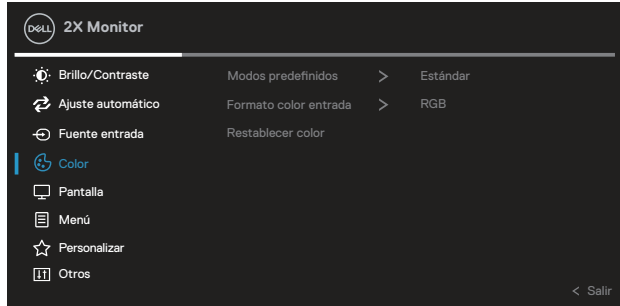 DELL 2X Monitor
Brillo/Contraste Modos predefinidos > Estándar
Ajuste automático Formato color entrada > RGB
Fuente entrada Restablecer color
Color
Pantalla
Menú
Personalizar
Otros
< Salir